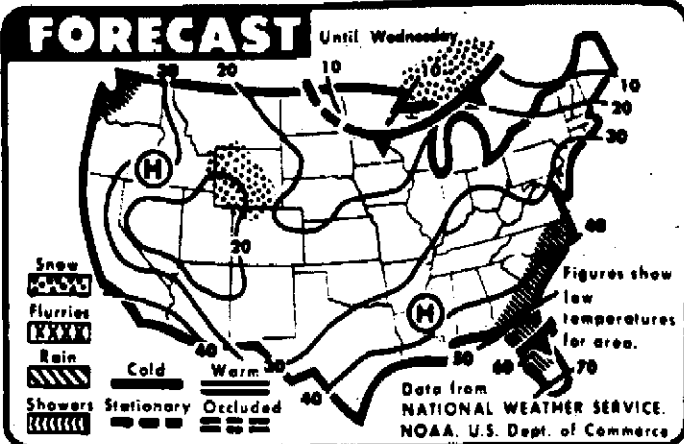 FORECAST
Until Wednesday
30 20 10 10
10
20
30
H
20
40
Snow
Flurries
Rain
Showers
Cold Warm
Stationary Occluded
H
Figures show
low
temperatures
for area.
40 30 40 50 60 70
Data from
NATIONAL WEATHER SERVICE.
NOAA, U.S. Dept. of Commerce